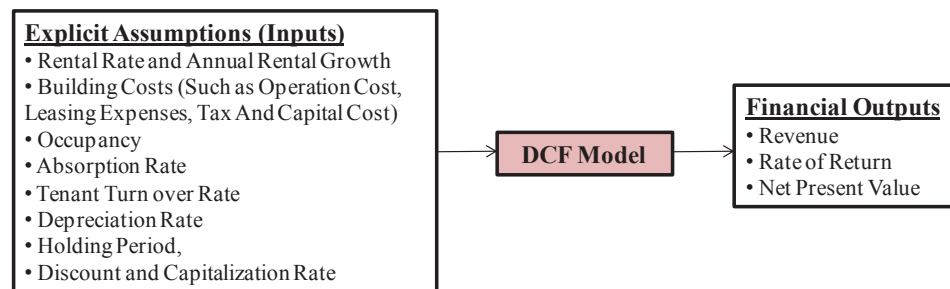 Explicit Assumptions (Inputs)
• Rental Rate and Annual Rental Growth
• Building Costs (Such as Operation Cost,
Leasing Expenses, Tax And Capital Cost)
• Occupancy
• Absorption Rate
• Tenant Turn over Rate
• Depreciation Rate
• Holding Period,
• Discount and Capitalization Rate
DCF Model
Financial Outputs
• Revenue
• Rate of Return
• Net Present Value